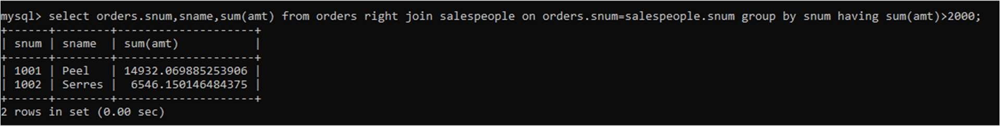 mysql> select orders.snum,sname,sum(amt) from orders right join salespeople on orders.snum=salespeople.snum group by snum having sum(amt)>2000;
+------+--------+--------------------+
| snum | sname  | sum(amt)           |
+------+--------+--------------------+
| 1001 | Peel   | 14932.069885253906 |
| 1002 | Serres |  6546.150146484375 |
+------+--------+--------------------+
2 rows in set (0.00 sec)